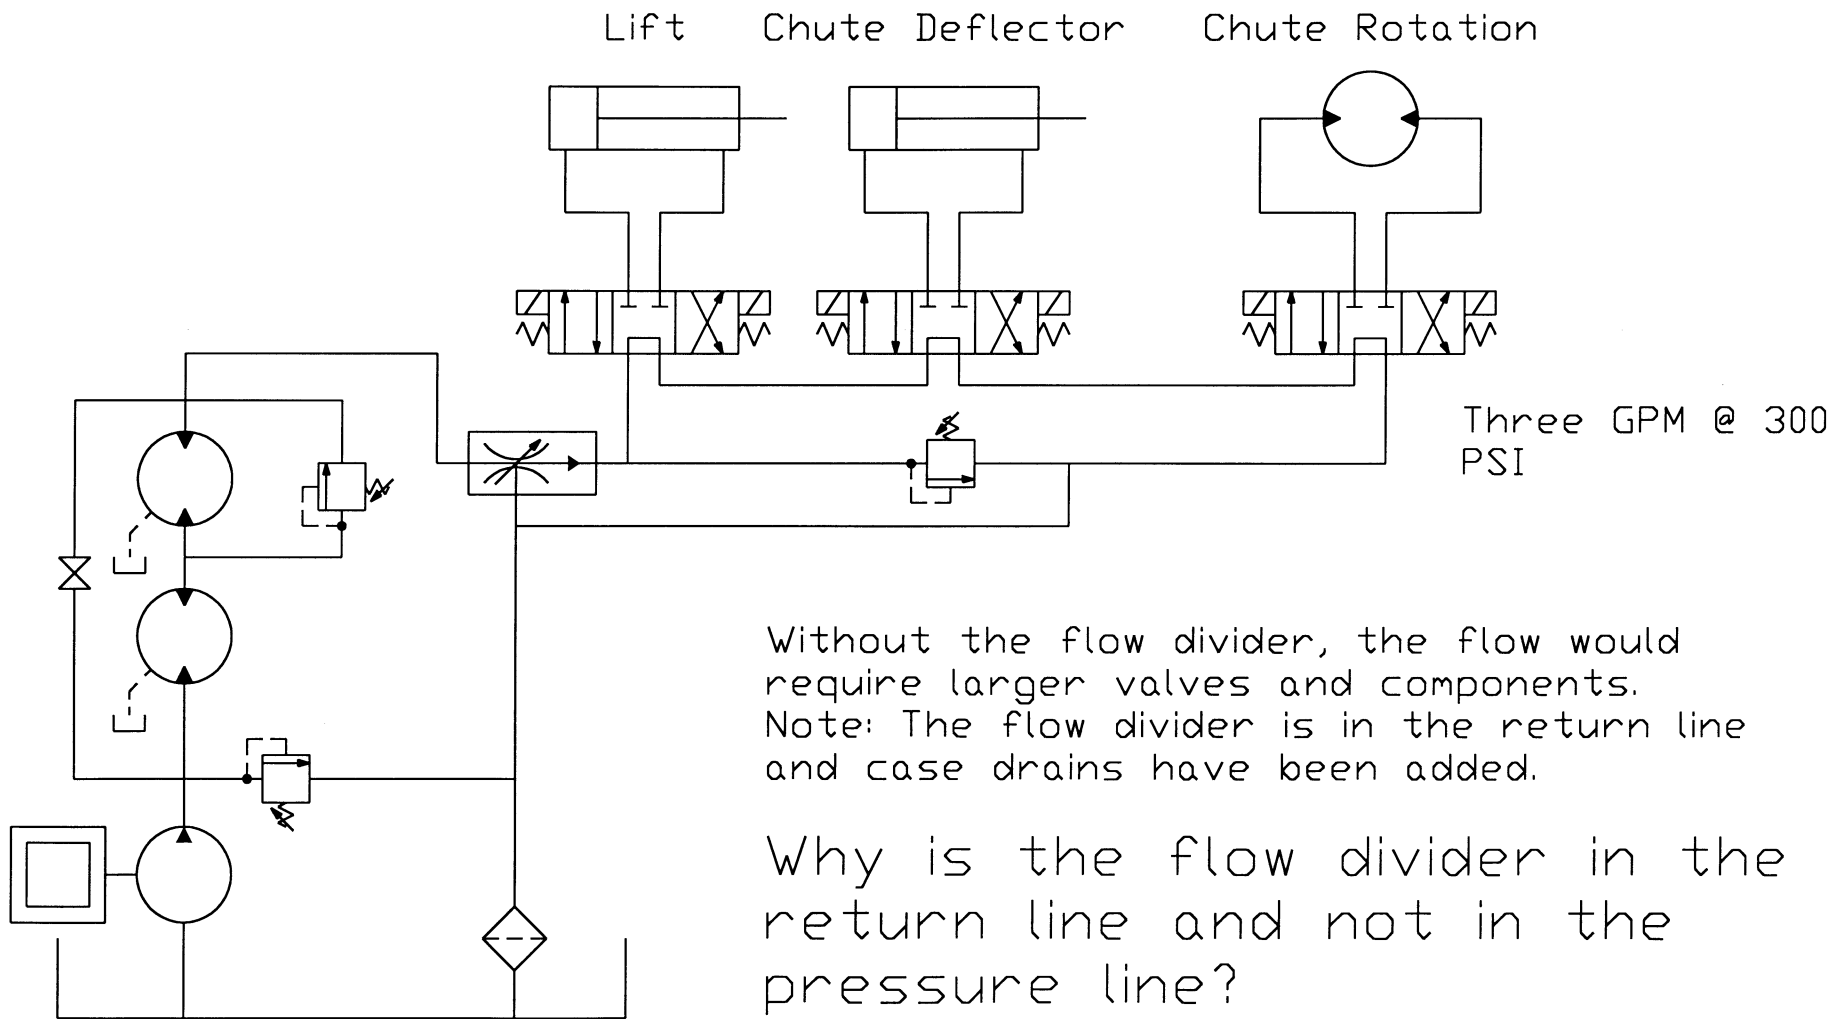 Lift Chute Deflector Chute Rotation
Three GPM @ 300
PSI
Without the flow divider, the flow would
require larger valves and components.
Note: The flow divider is in the return line
and case drains have been added.
Why is the flow divider in the
return line and not in the
pressure line?